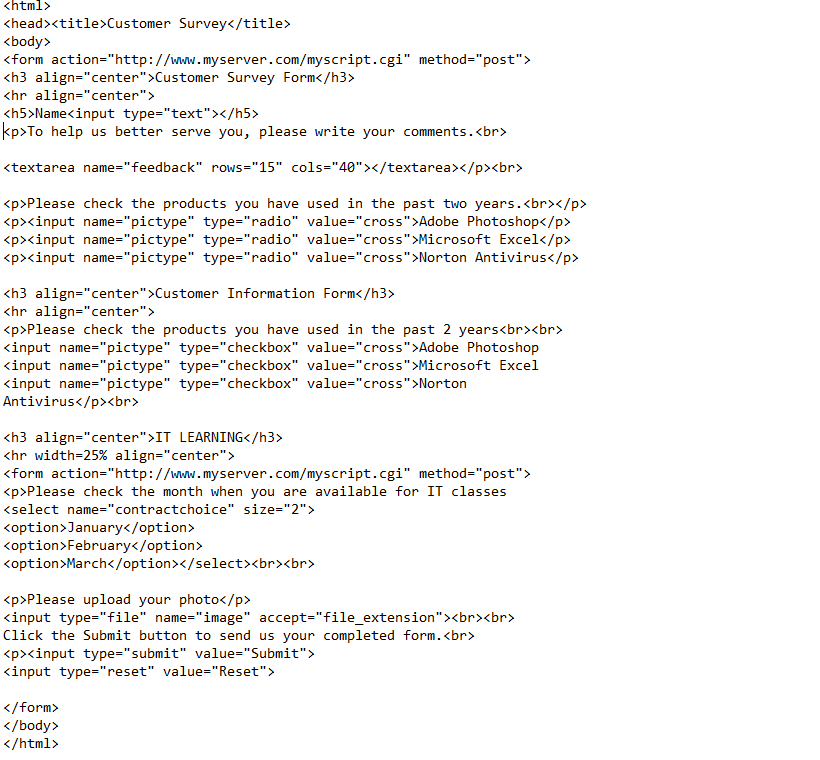 <html>
<head><title>Customer Survey</title>
<body>
<form action="http://www.myserver.com/myscript.cgi" method="post">
<h3 align="center">Customer Survey Form</h3>
<hr align="center">
<h5>Name<input type="text"></h5>
<p>To help us better serve you, please write your comments.<br>
<textarea name="feedback" rows="15" cols="40"></textarea></p><br>
<p>Please check the products you have used in the past two years.<br></p>
<p><input name="pictype" type="radio" value="cross">Adobe Photoshop</p>
<p><input name="pictype" type="radio" value="cross">Microsoft Excel</p>
<p><input name="pictype" type="radio" value="cross">Norton Antivirus</p>
<h3 align="center">Customer Information Form</h3>
<hr align="center">
<p>Please check the products you have used in the past 2 years<br><br>
<input name="pictype" type="checkbox" value="cross">Adobe Photoshop
<input name="pictype" type="checkbox" value="cross">Microsoft Excel
<input name="pictype" type="checkbox" value="cross">Norton
Antivirus</p><br>
<h3 align="center">IT LEARNING</h3>
<hr width=25% align="center">
<form action="http://www.myserver.com/myscript.cgi" method="post">
<p>Please check the month when you are available for IT classes
<select name="contractchoice" size="2">
<option>January</option>
<option>February</option>
<option>March</option></select><br><br>
<p>Please upload your photo</p>
<input type="file" name="image" accept="file_extension"><br><br>
Click the Submit button to send us your completed form.<br>
<p><input type="submit" value="Submit">
<input type="reset" value="Reset">
</form>
</body>
</html>